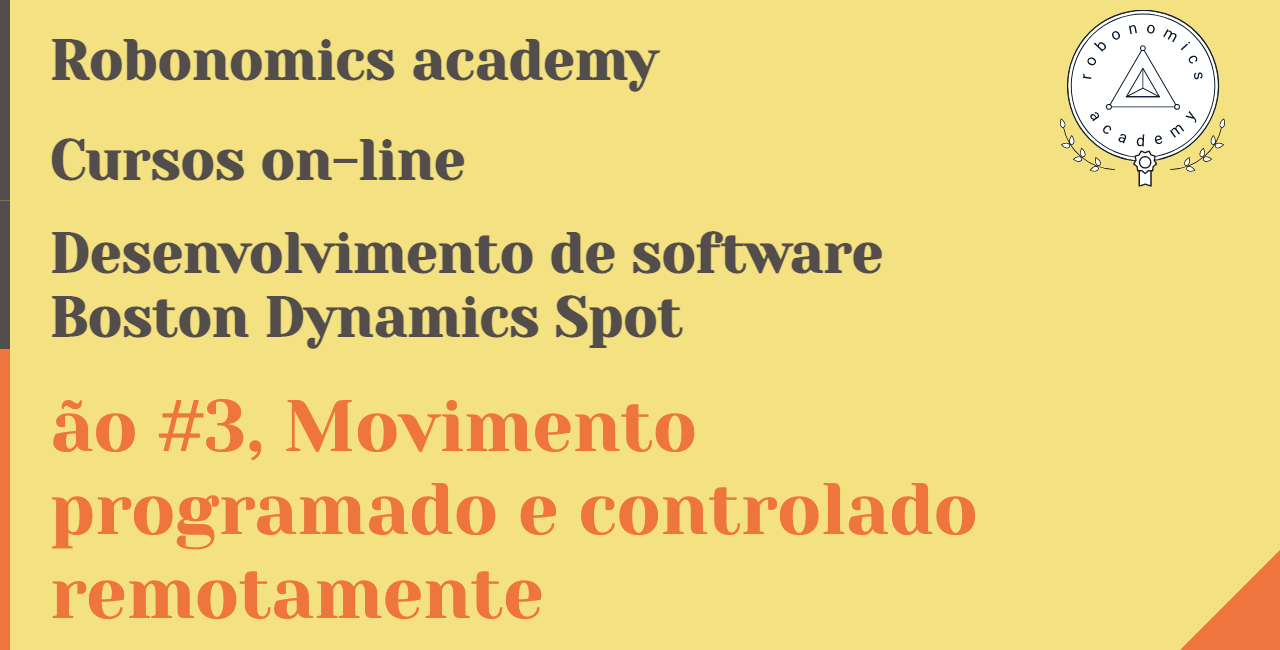 Robonomics academy
robonomics
academy
Cursos on-line
Desenvolvimento de software
Boston Dynamics Spot
ão #3, Movimento
programado e controlado
remotamente